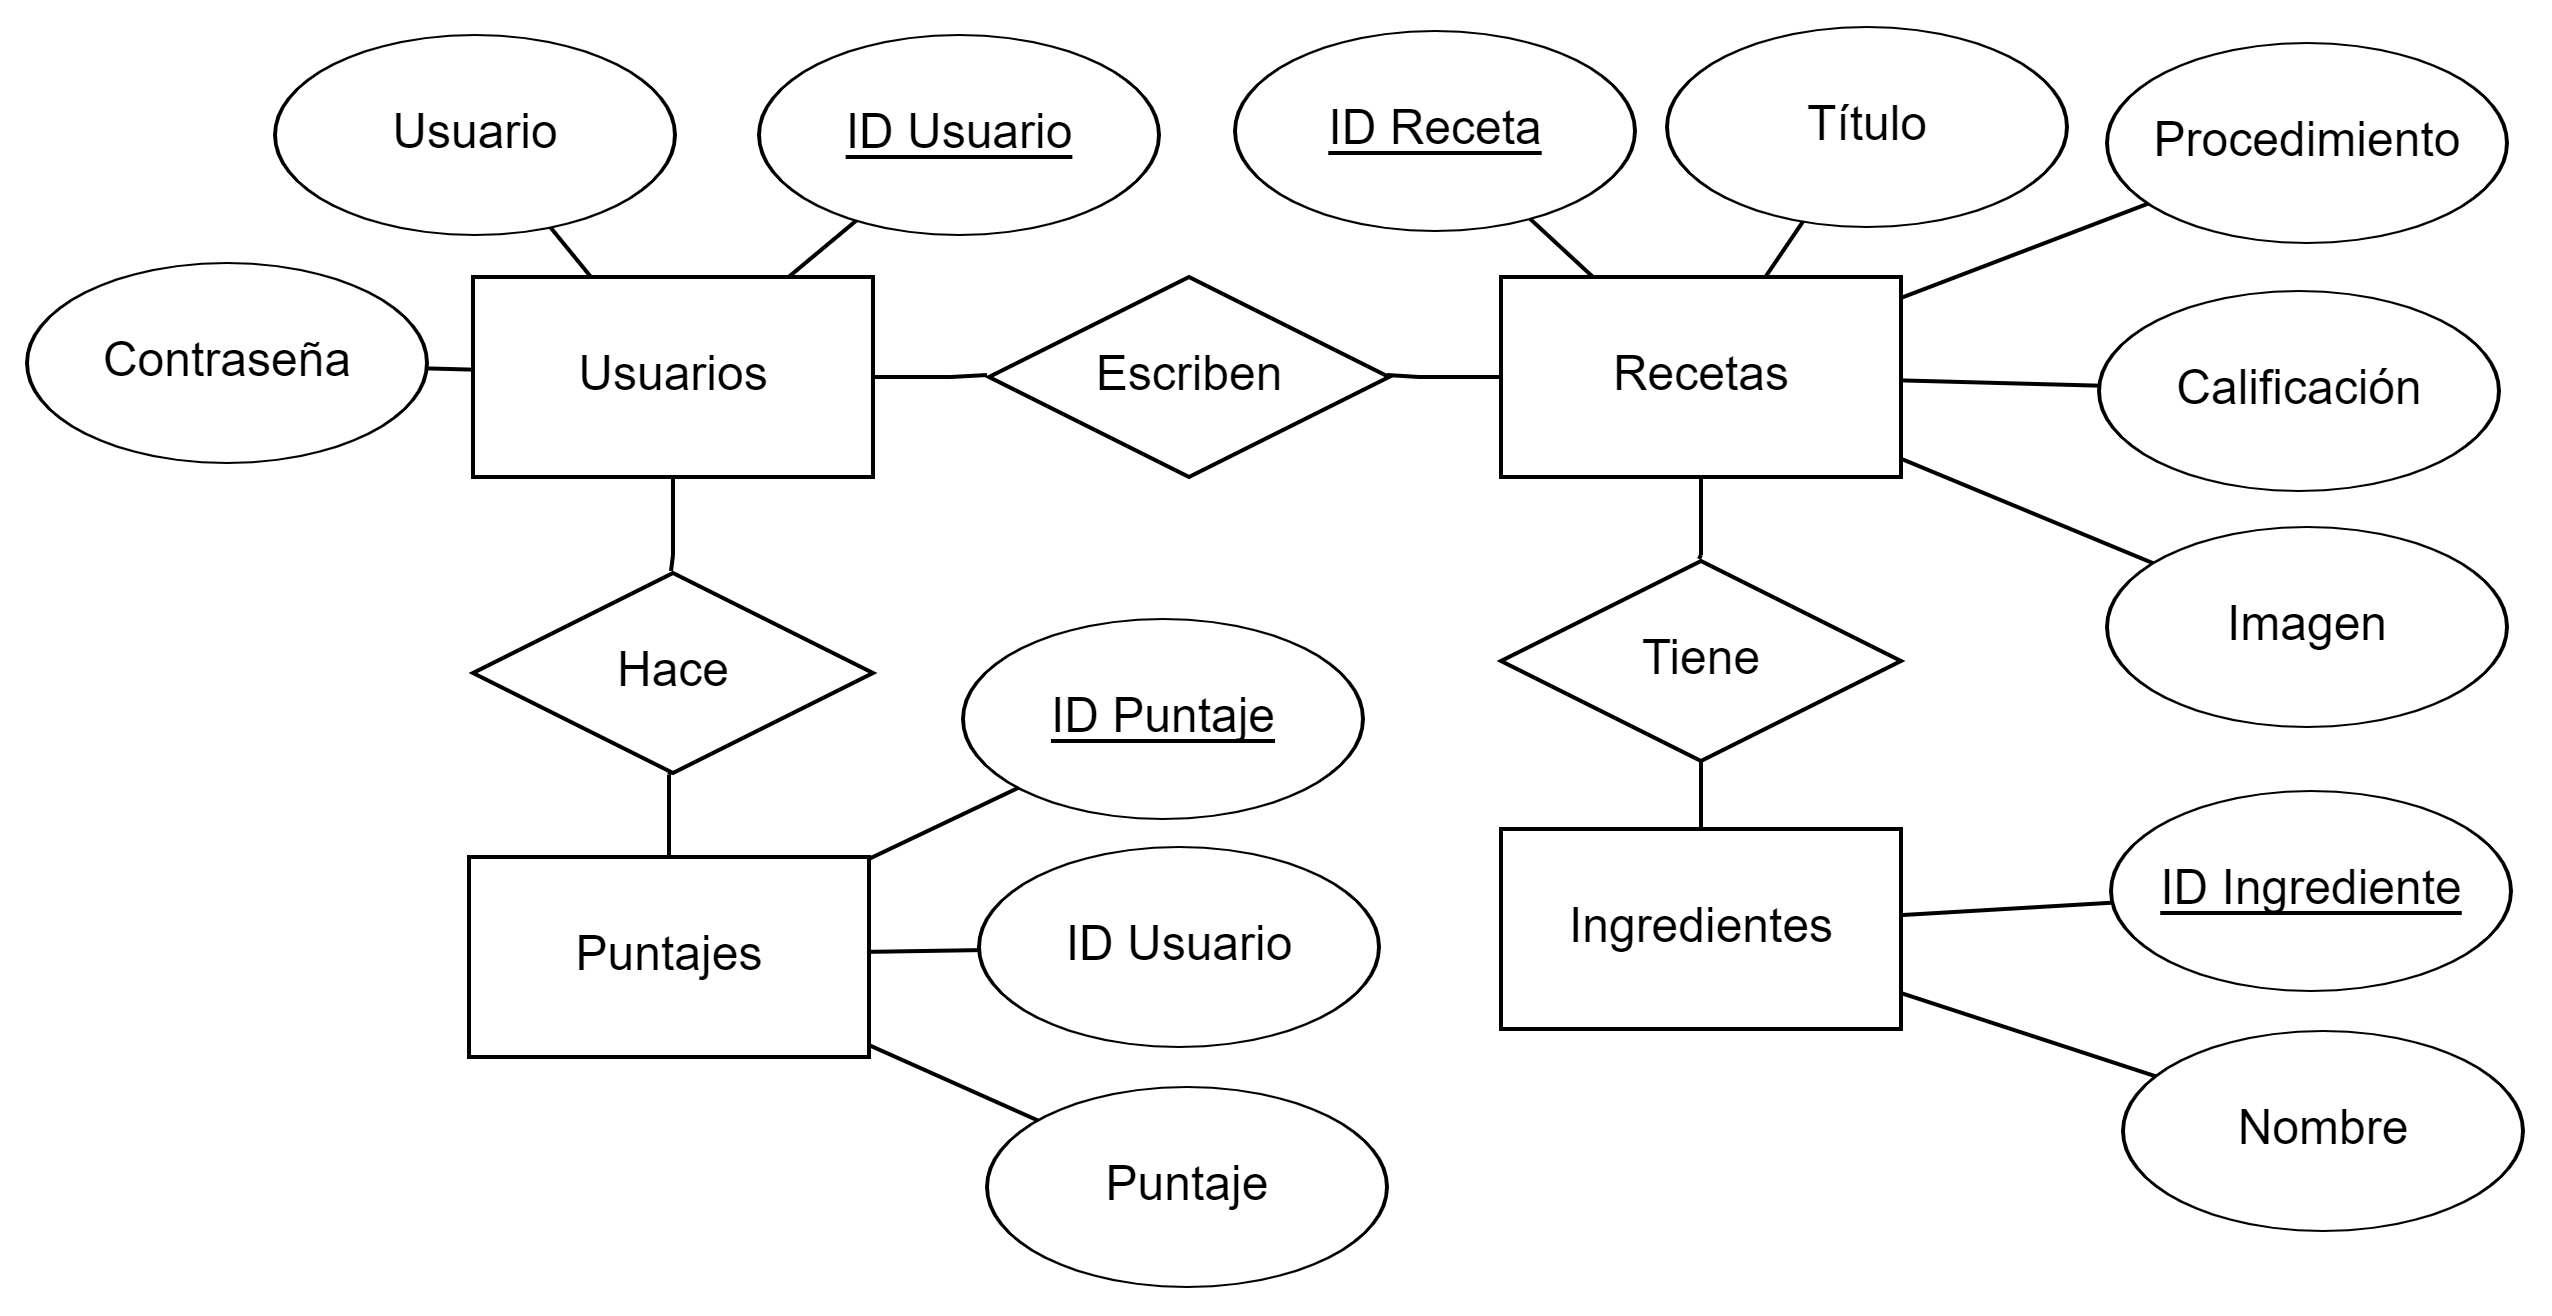 Usuario
ID Usuario
ID Receta
Título
Procedimiento
Contraseña
Usuarios
Escriben
Recetas
Calificación
Hace
Tiene
Imagen
ID Puntaje
Puntajes
ID Usuario
Ingredientes
ID Ingrediente
Puntaje
Nombre